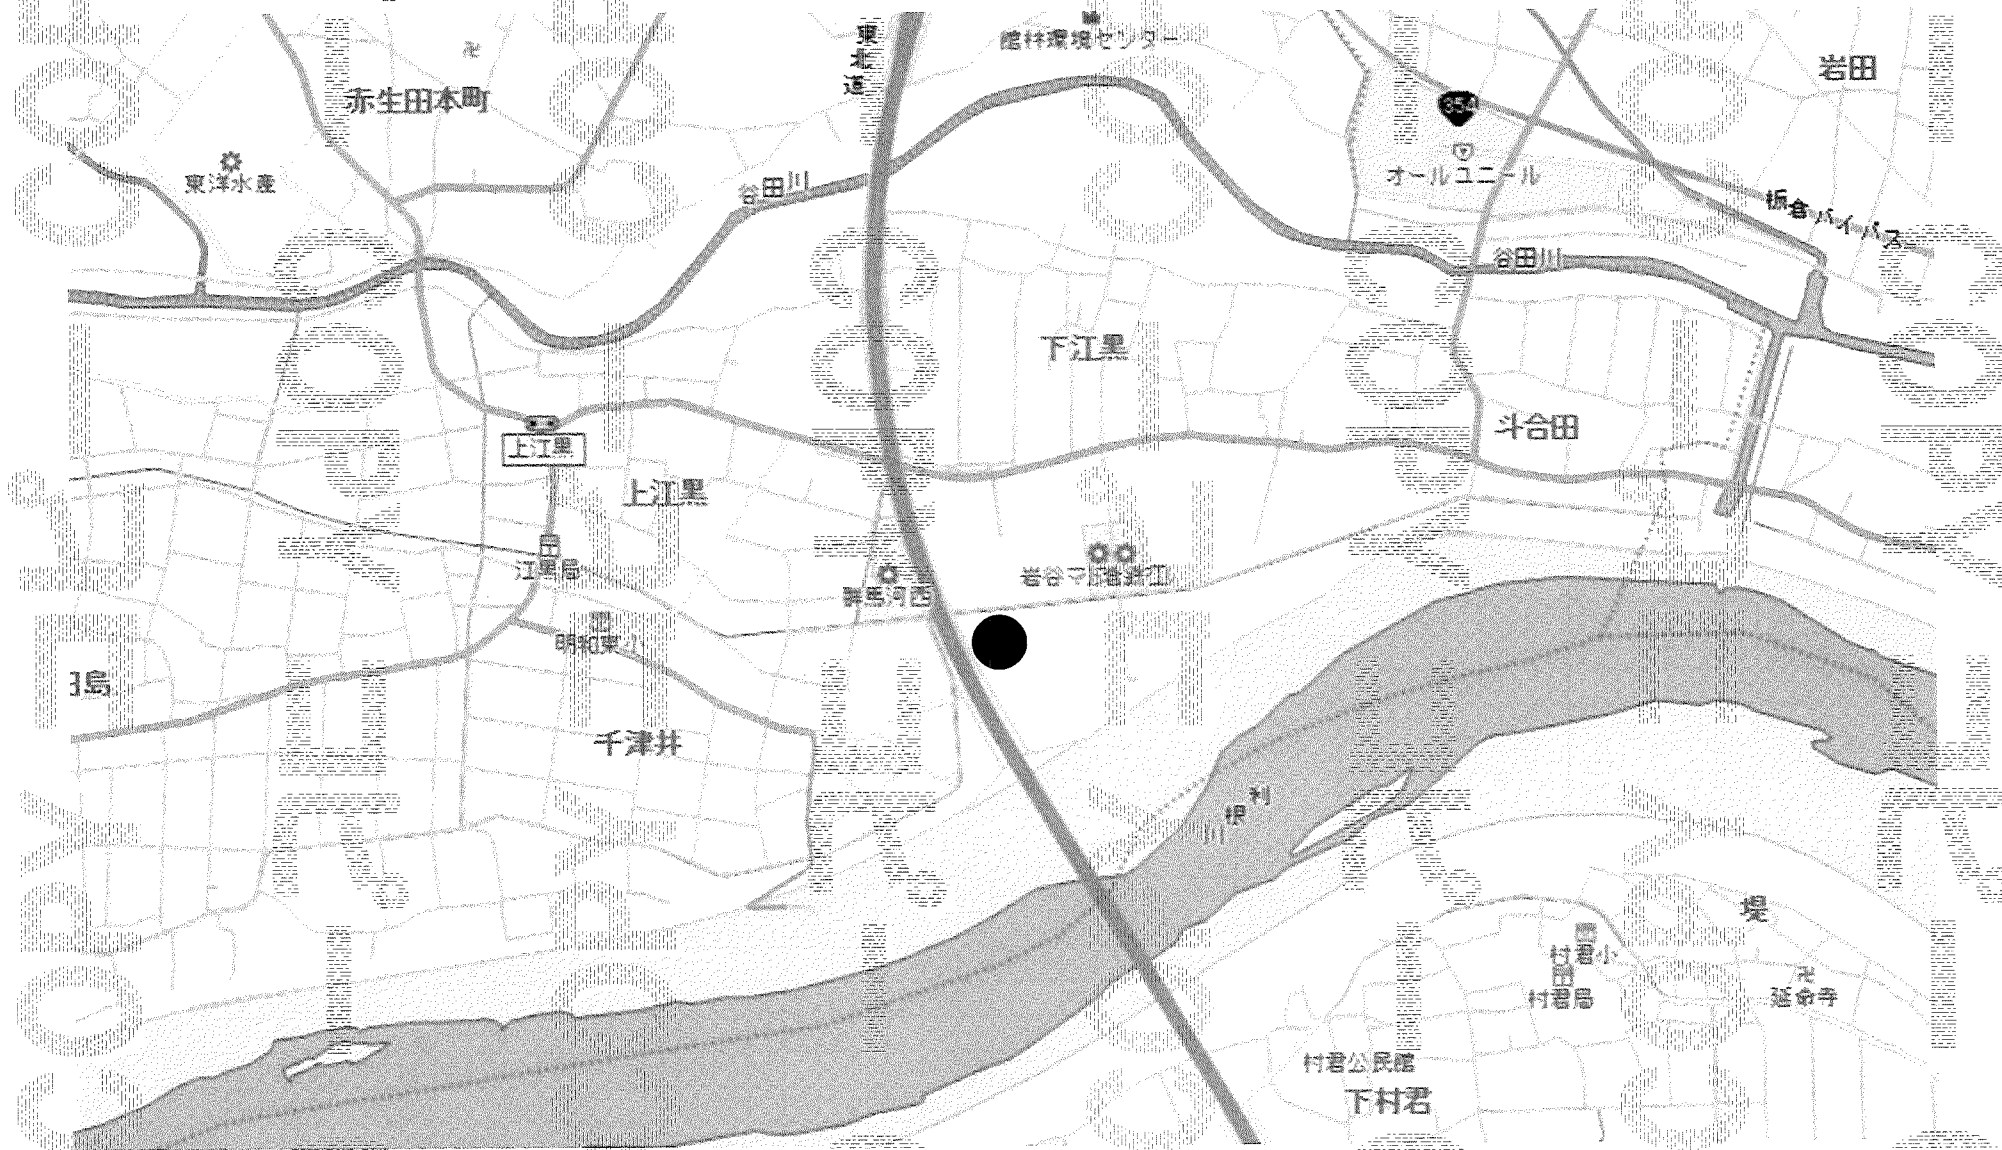 東北道
館林環境センター
岩田
赤生田本町
354
東洋水産
谷田川
オールユニール
板倉バイパス
谷田川
下江黒
斗合田
上江黒
上江黒
江黒局
群馬河西
明和東小
千津井
利根川
堤
村君小
村君局
延命寺
村君公民館
下村君